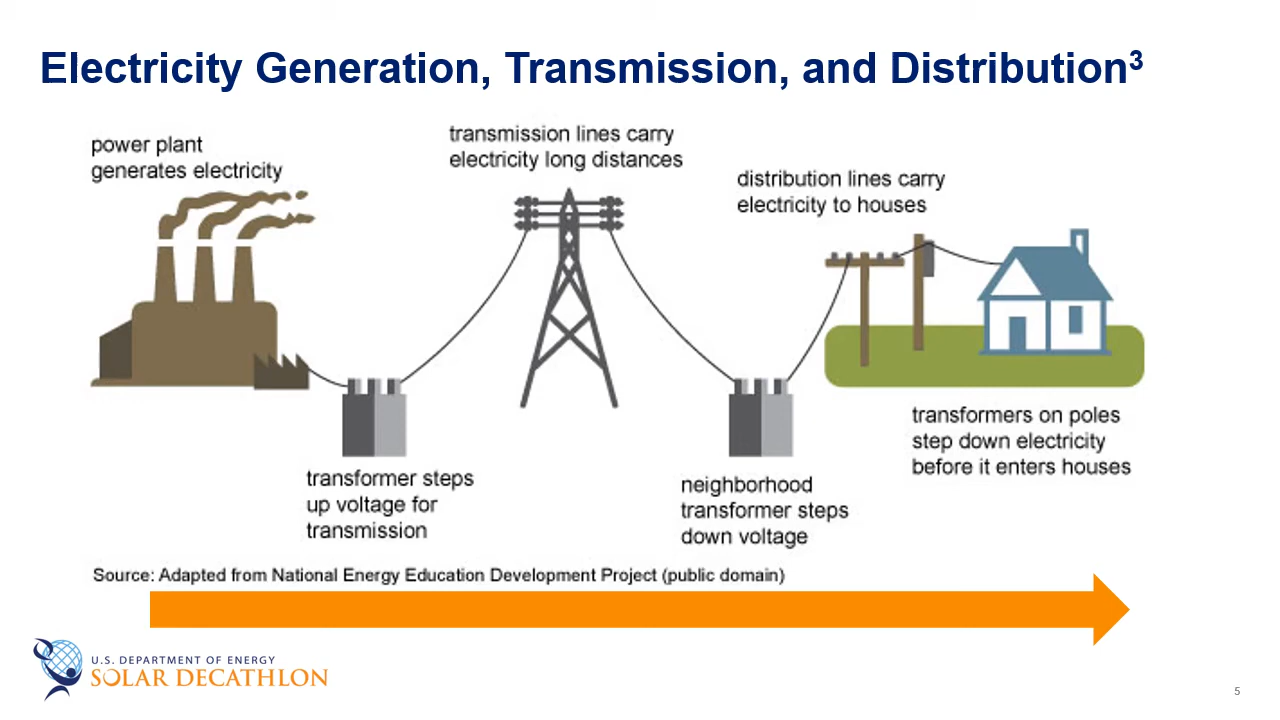 Electricity Generation, Transmission, and Distribution³
power plant
generates electricity
transmission lines carry
electricity long distances
distribution lines carry
electricity to houses
transformer steps
up voltage for
transmission
neighborhood
transformer steps
down voltage
transformers on poles
step down electricity
before it enters houses
Source: Adapted from National Energy Education Development Project (public domain)
U.S. DEPARTMENT OF ENERGY
SOLAR DECATHLON
5